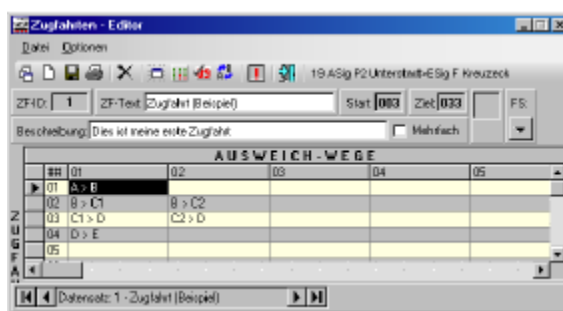 Zugfahrten - Editor
Datei Optionen
19 ASig P2 Unterstadt>ESig F Kreuzeck
ZF-ID: 1 ZF-Text: Zugfahrt (Beispiel) Start: 003 Ziel: 033 FS:
Beschreibung: Dies ist meine erste Zugfahrt. Mehrfach
AUSWEICH-WEGE
## 01 02 03 04 05
01 A > B
02 B > C1 B > C2
03 C1 > D C2 > D
04 D > E
05
ZUGFA
Datensatz: 1 - Zugfahrt (Beispiel)